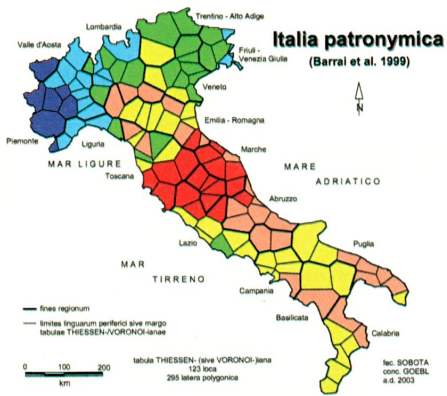 Trentino - Alto Adige
Lombardia
Valle d'Aosta
Italia patronymica
(Barrai et al. 1999)
Friuli -
Venezia Giulia
N
Veneto
Emilia - Romagna
Piemonte
Liguria
Marche
MAR LIGURE
MARE
ADRIATICO
Toscana
Abruzzo
Lazio
Puglia
MAR
TIRRENO
Campania
Basilicata
Calabria
fines regionum
limites linguarum periferici sive margo
tabulae THIESSEN-/VORONOI-ianae
0 100 200
km
tabula THIESSEN- (sive VORONOI-)iana
123 loca
295 latera polygonica
fec. SOBOTA
conc. GOEBL
a.d. 2003